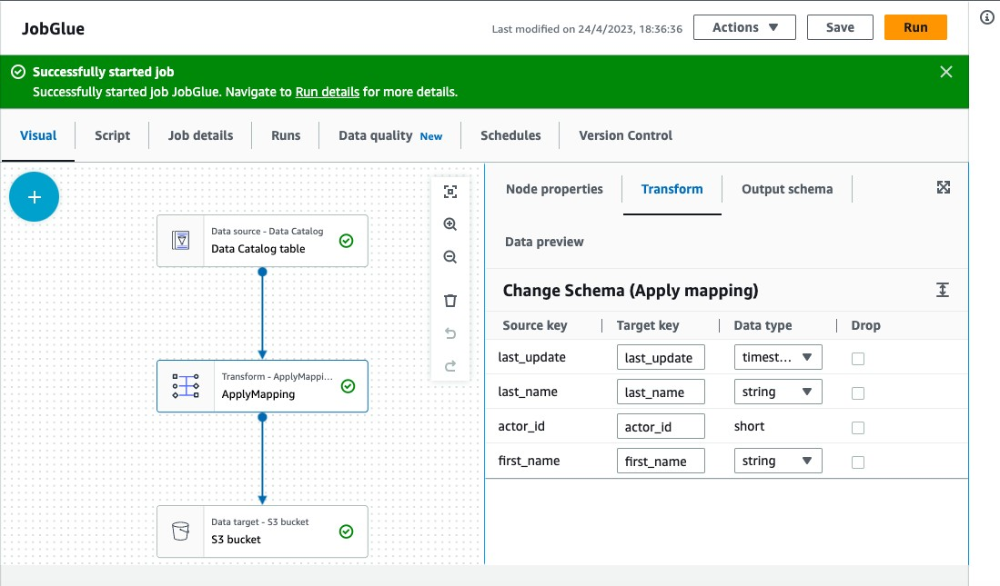 JobGlue
Last modified on 24/4/2023, 18:36:36
Actions
Save
Run
Successfully started job
Successfully started job JobGlue. Navigate to Run details for more details.
Visual
Script
Job details
Runs
Data quality New
Schedules
Version Control
Data source - Data Catalog
Data Catalog table
Transform - ApplyMappi...
ApplyMapping
Data target - S3 bucket
S3 bucket
Node properties
Transform
Output schema
Data preview
Change Schema (Apply mapping)
Source key Target key Data type Drop
last_update last_update timest...
last_name last_name string
actor_id actor_id short
first_name first_name string